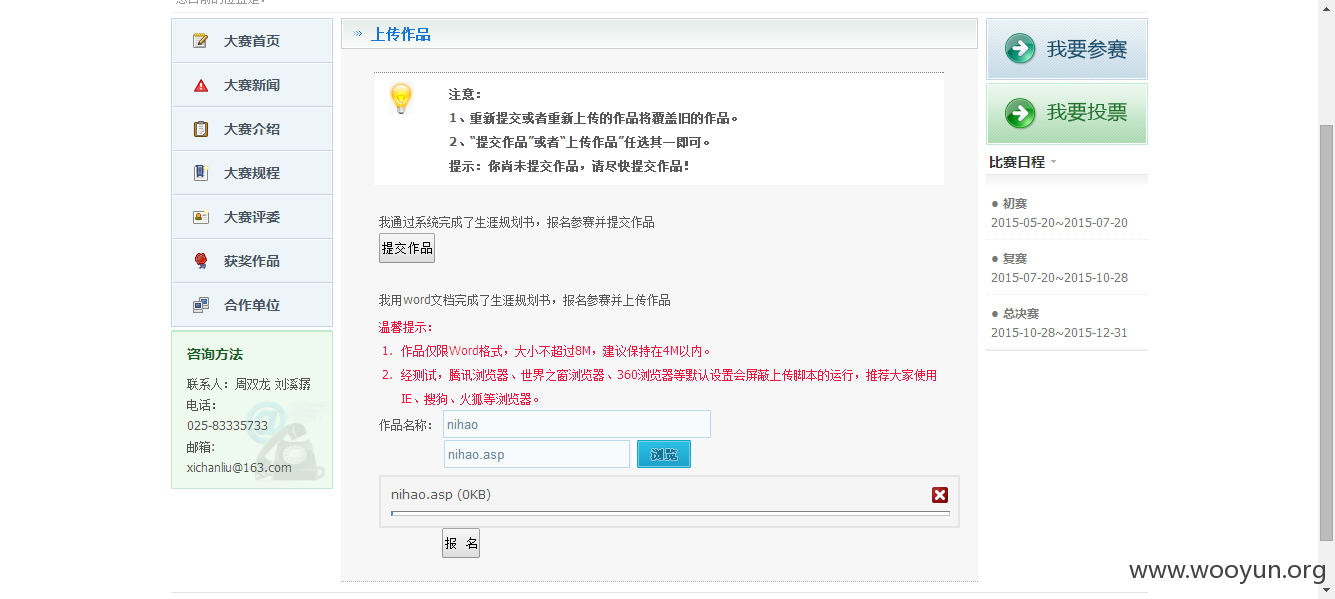 您目前的位置是：
大赛首页
大赛新闻
大赛介绍
大赛规程
大赛评委
获奖作品
合作单位
咨询方法
联系人：周双龙 刘溪孱
电话：
025-83335733
邮箱：
xichanliu@163.com
上传作品
注意：
1、重新提交或者重新上传的作品将覆盖旧的作品。
2、“提交作品”或者“上传作品”任选其一即可。
提示：你尚未提交作品，请尽快提交作品！
我通过系统完成了生涯规划书，报名参赛并提交作品
提交作品
我用word文档完成了生涯规划书，报名参赛并上传作品
温馨提示：
1. 作品仅限Word格式，大小不超过8M，建议保持在4M以内。
2. 经测试，腾讯浏览器、世界之窗浏览器、360浏览器等默认设置会屏蔽上传脚本的运行，推荐大家使用
IE、搜狗、火狐等浏览器。
作品名称： nihao
nihao.asp 浏览
nihao.asp (0KB)
报 名
我要参赛
我要投票
比赛日程
● 初赛
2015-05-20~2015-07-20
● 复赛
2015-07-20~2015-10-28
● 总决赛
2015-10-28~2015-12-31
www.wooyun.org